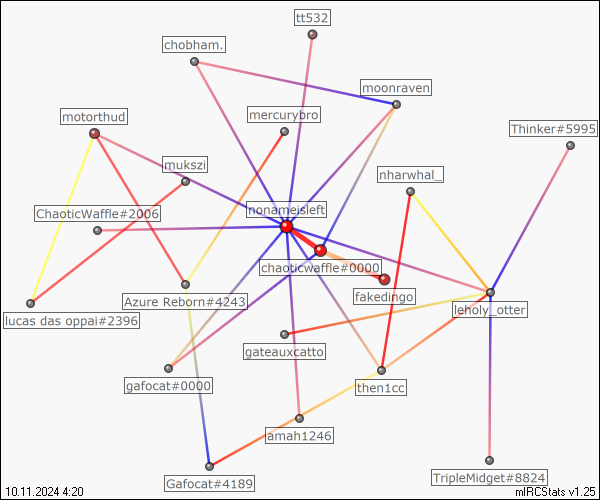 tt532
chobham.
moonraven
motorthud
mercurybro
Thinker#5995
mukszi
nharwhal_
ChaoticWaffle#2006
nonameisleft
chaoticwaffle#0000
Azure Reborn#4243
fakedingo
lucas das oppai#2396
leholy_otter
gateauxcatto
gafocat#0000
then1cc
amah1246
Gafocat#4189
TripleMidget#8824
10.11.2024 4:20
mIRCStats v1.25